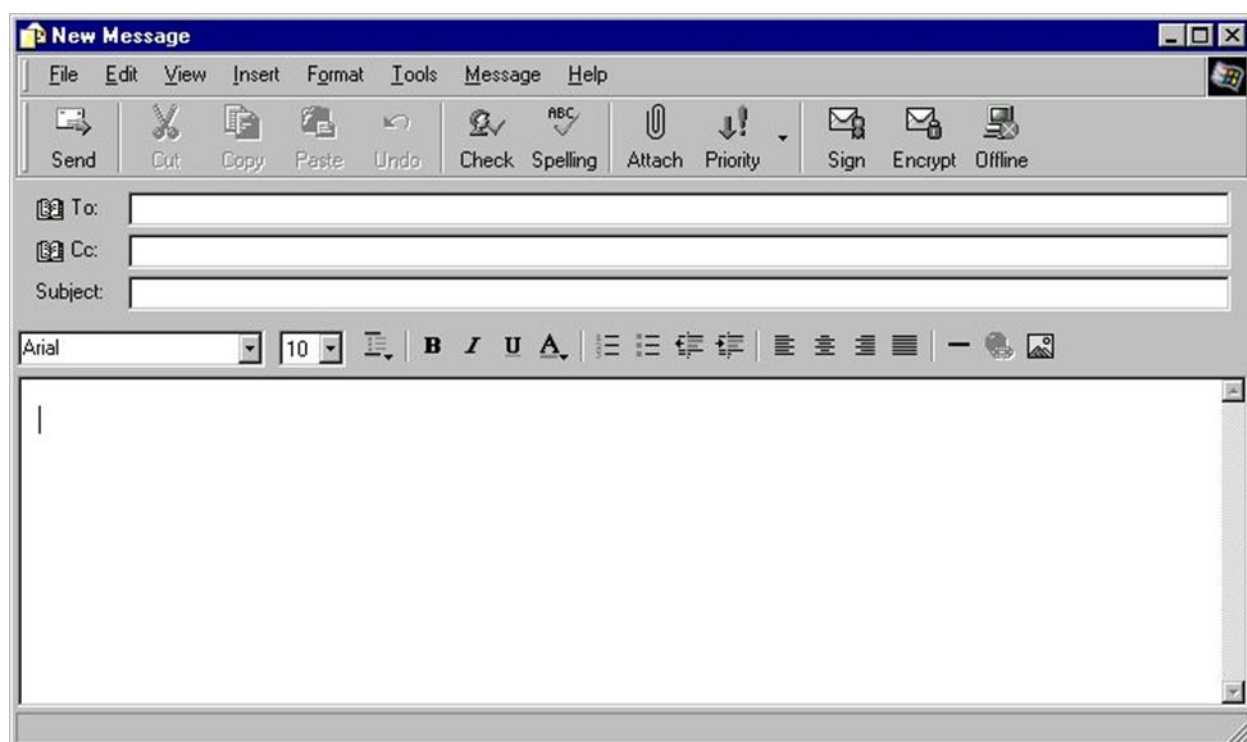 New Message
File Edit View Insert Format Tools Message Help
ABC
Send Cut Copy Paste Undo Check Spelling Attach Priority Sign Encrypt Offline
To:
Cc:
Subject:
Arial 10 B I U A